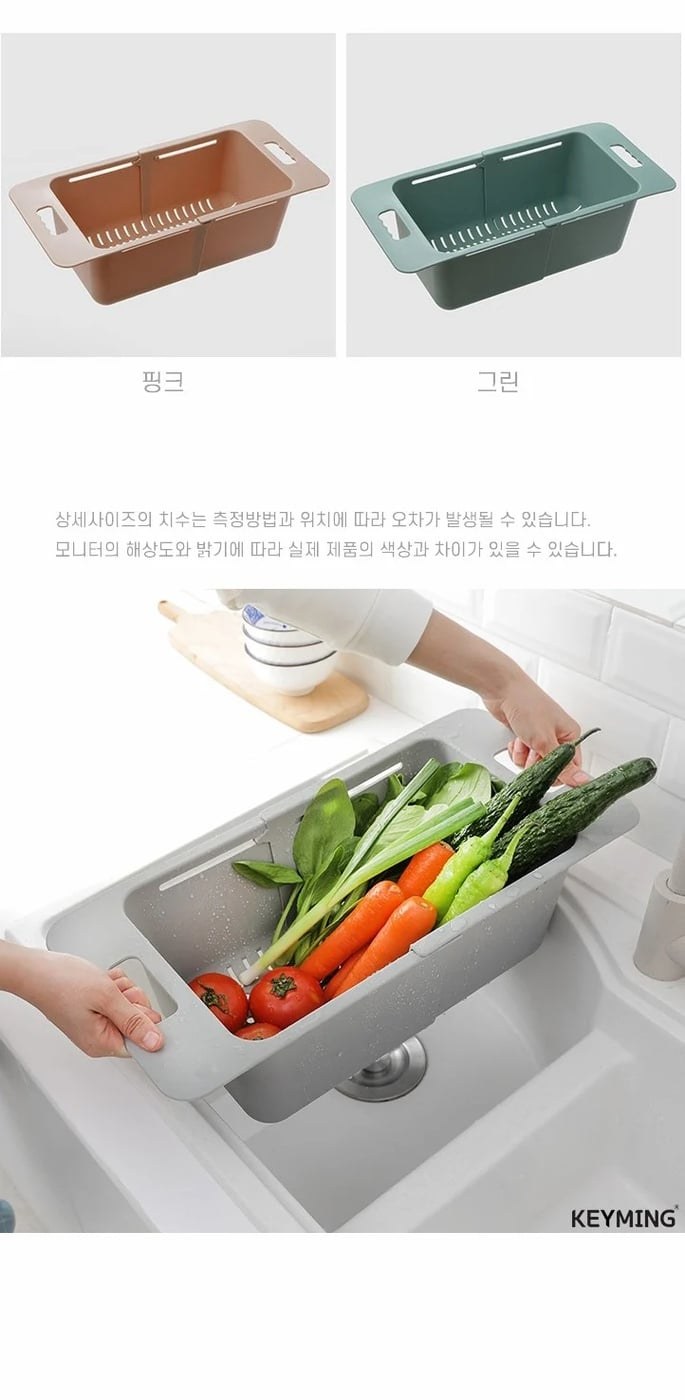 핑크
그린
상세사이즈의 치수는 측정방법과 위치에 따라 오차가 발생될 수 있습니다.
모니터의 해상도와 밝기에 따라 실제 제품의 색상과 차이가 있을 수 있습니다.
KEYMING